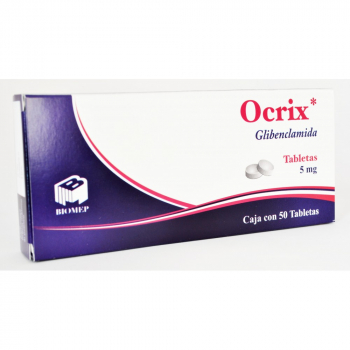 Ocrix*
Glibenclamida
Tabletas
5 mg
BIOMEP
Caja con 50 Tabletas